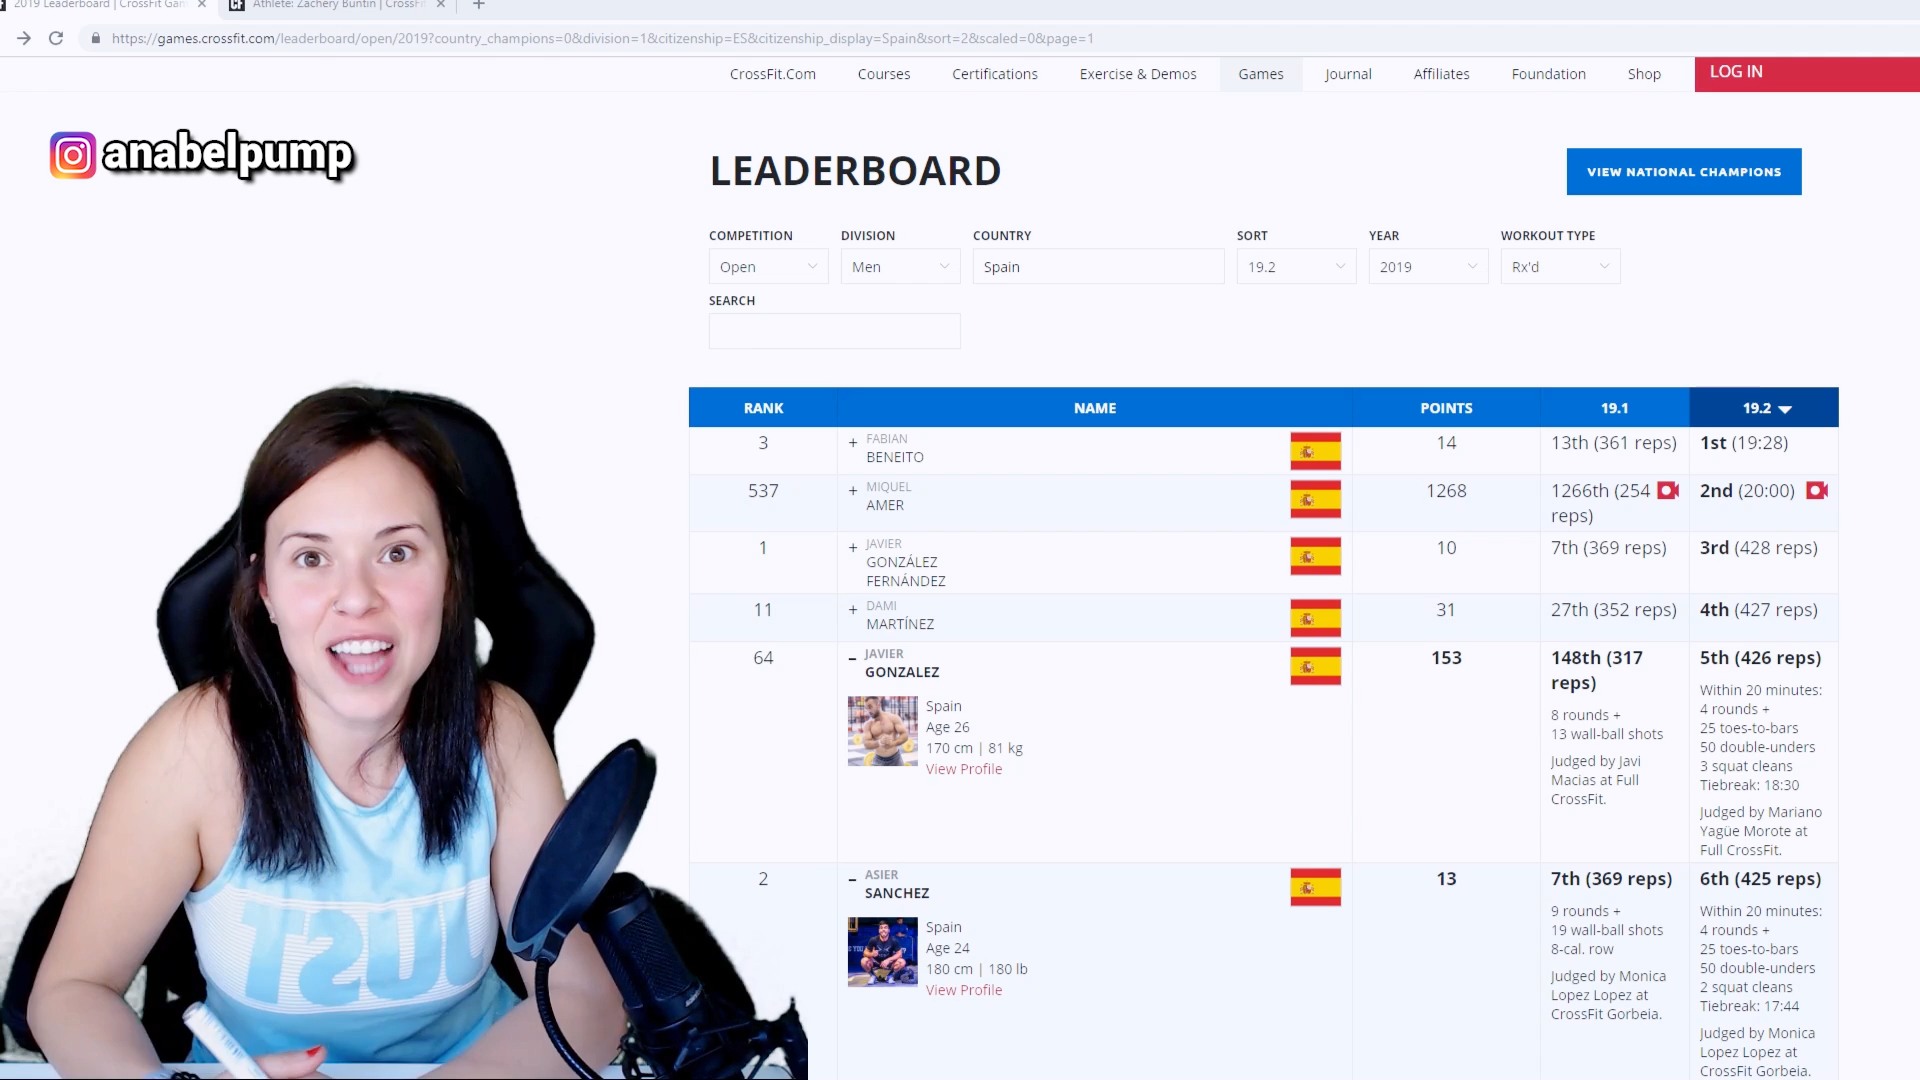 2019 Leaderboard | CrossFit Gam
Athlete: Zachery Buntin | CrossFit
https://games.crossfit.com/leaderboard/open/2019?country_champions=0&division=1&citizenship=ES&citizenship_display=Spain&sort=2&scaled=0&page=1
CrossFit.Com Courses Certifications Exercise & Demos Games Journal Affiliates Foundation Shop LOG IN
anabelpump
LEADERBOARD
VIEW NATIONAL CHAMPIONS
COMPETITION DIVISION COUNTRY SORT YEAR WORKOUT TYPE
Open Men Spain 19.2 2019 Rx'd
SEARCH
RANK NAME POINTS 19.1 19.2
3 + FABIAN 14 13th (361 reps) 1st (19:28)
BENEITO
537 + MIQUEL 1268 1266th (254 2nd (20:00)
AMER reps)
1 + JAVIER 10 7th (369 reps) 3rd (428 reps)
GONZÁLEZ
FERNÁNDEZ
11 + DAMI 31 27th (352 reps) 4th (427 reps)
MARTÍNEZ
64 – JAVIER 153 148th (317 5th (426 reps)
GONZALEZ reps)
Spain
Age 26
170 cm | 81 kg
View Profile
8 rounds +
13 wall-ball shots
Judged by Javi
Macias at Full
CrossFit.
Within 20 minutes:
4 rounds +
25 toes-to-bars
50 double-unders
3 squat cleans
Tiebreak: 18:30
Judged by Mariano
Yagüe Morote at
Full CrossFit.
2 – ASIER 13 7th (369 reps) 6th (425 reps)
SANCHEZ
Spain
Age 24
180 cm | 180 lb
View Profile
9 rounds +
19 wall-ball shots
8-cal. row
Judged by Monica
Lopez Lopez at
CrossFit Gorbeia.
Within 20 minutes:
4 rounds +
25 toes-to-bars
50 double-unders
2 squat cleans
Tiebreak: 17:44
Judged by Monica
Lopez Lopez at
CrossFit Gorbeia.
JUST